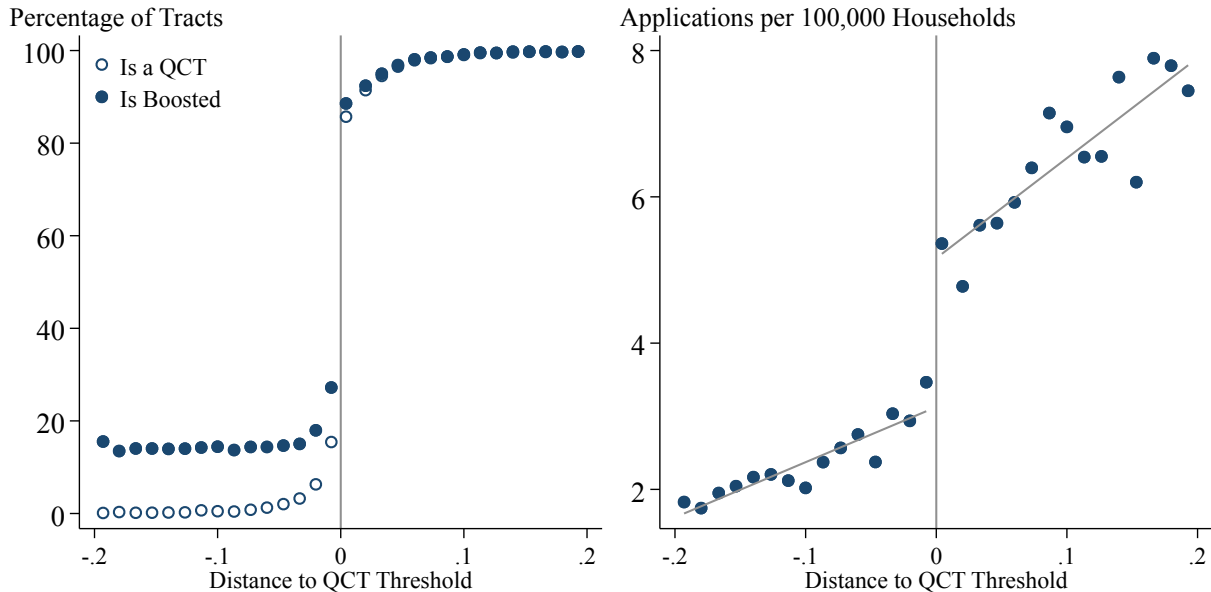 Percentage of Tracts
100
80
60
40
20
0
Is a QCT
Is Boosted
-.2 -.1 0 .1 .2
Distance to QCT Threshold
Applications per 100,000 Households
8
6
4
2
-.2 -.1 0 .1 .2
Distance to QCT Threshold